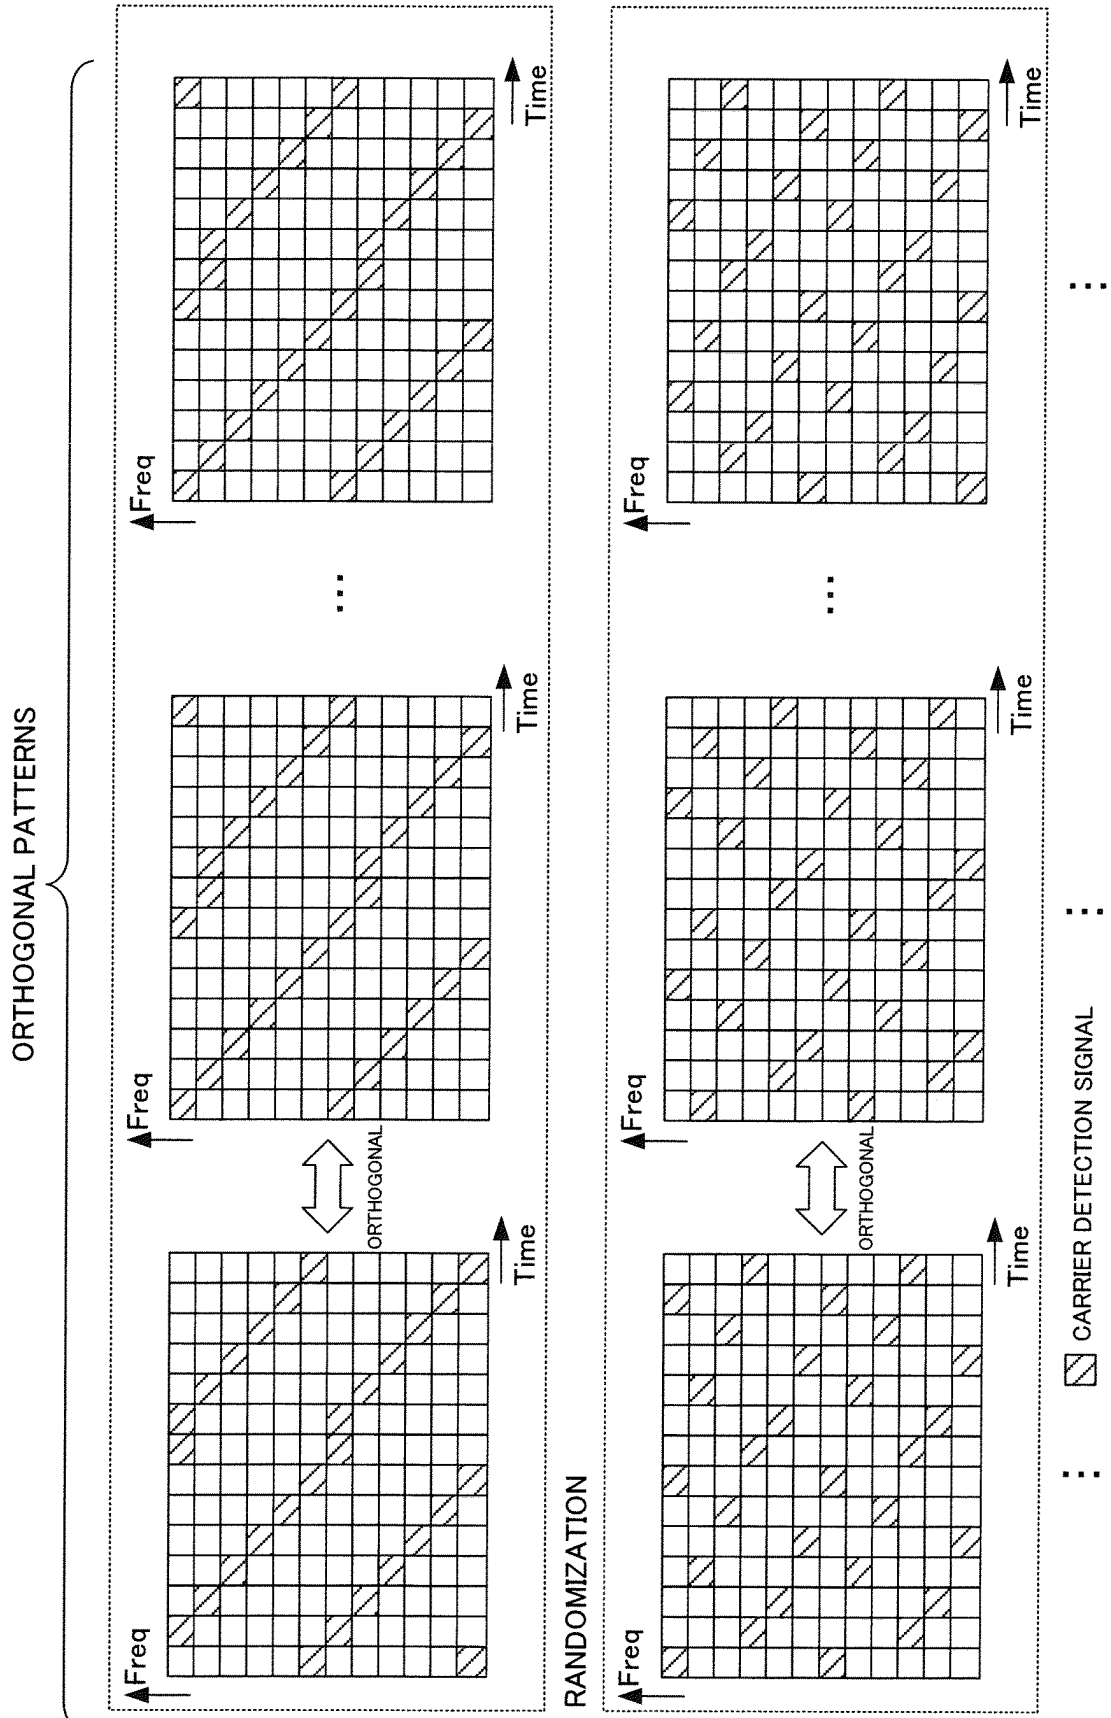 ORTHOGONAL PATTERNS
Freq
Time
ORTHOGONAL
Freq
Time
...
Freq
Time
RANDOMIZATION
Freq
Time
ORTHOGONAL
Freq
Time
...
Freq
Time
...
CARRIER DETECTION SIGNAL
...
...